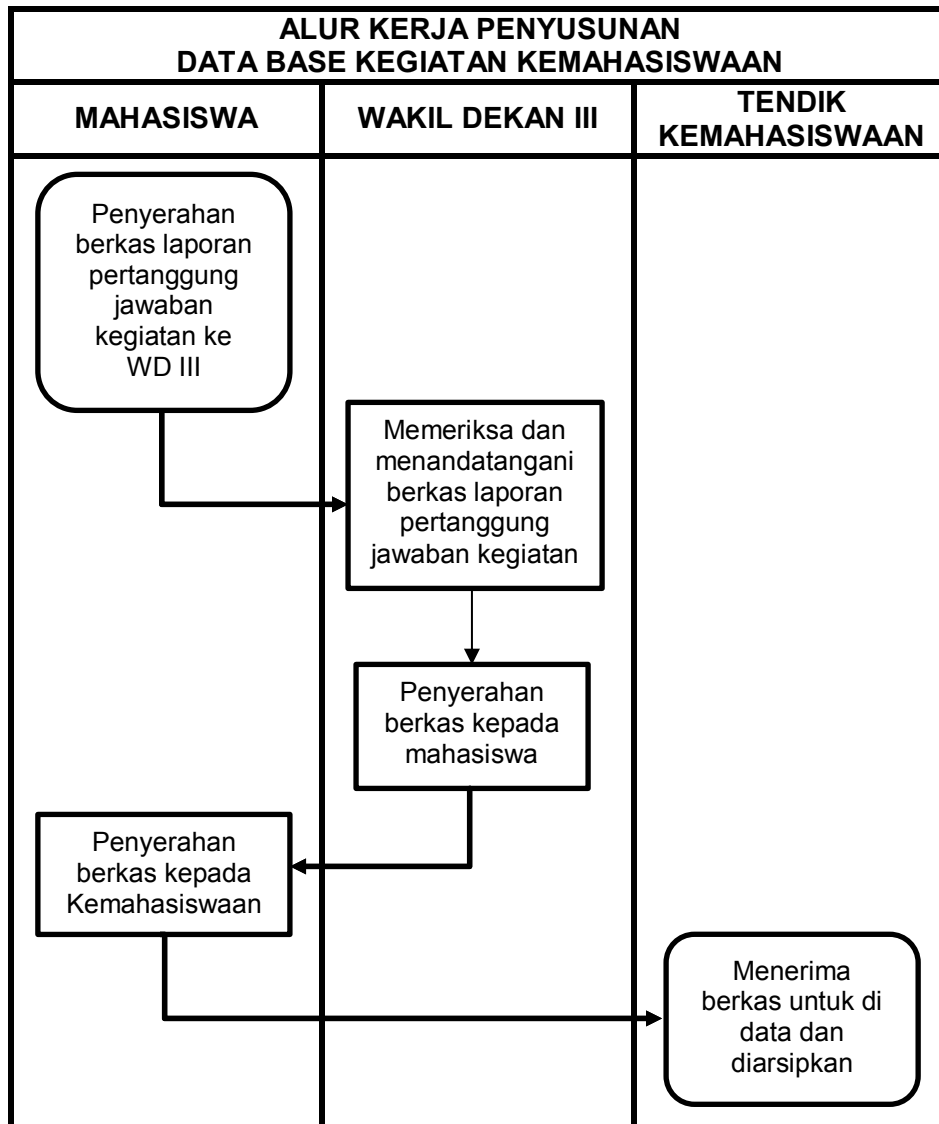 ALUR KERJA PENYUSUNAN
DATA BASE KEGIATAN KEMAHASISWAAN
MAHASISWA
WAKIL DEKAN III
TENDIK
KEMAHASISWAAN
Penyerahan
berkas laporan
pertanggung
jawaban
kegiatan ke
WD III
Memeriksa dan
menandatangani
berkas laporan
pertanggung
jawaban kegiatan
Penyerahan
berkas kepada
mahasiswa
Penyerahan
berkas kepada
Kemahasiswaan
Menerima
berkas untuk di
data dan
diarsipkan